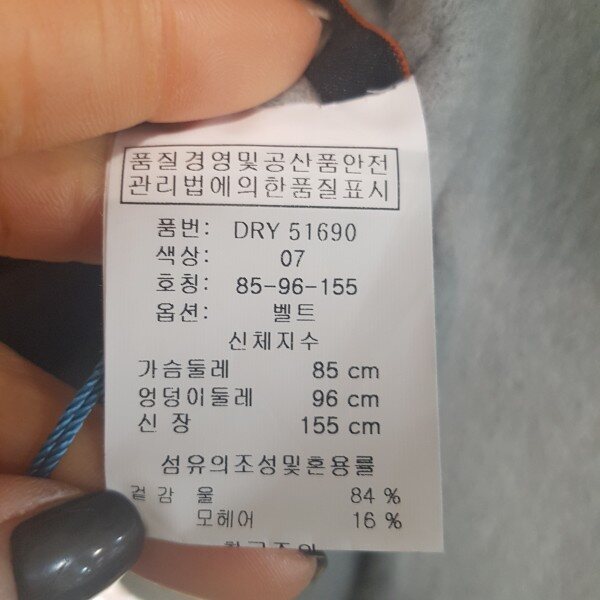 품질경영및공산품안전
관리법에의한품질표시
품번: DRY 51690
색상: 07
호칭: 85-96-155
옵션: 벨트
신체지수
가슴둘레 85 cm
엉덩이둘레 96 cm
신 장 155 cm
섬유의조성및혼용률
겉감 울 84 %
모헤어 16 %